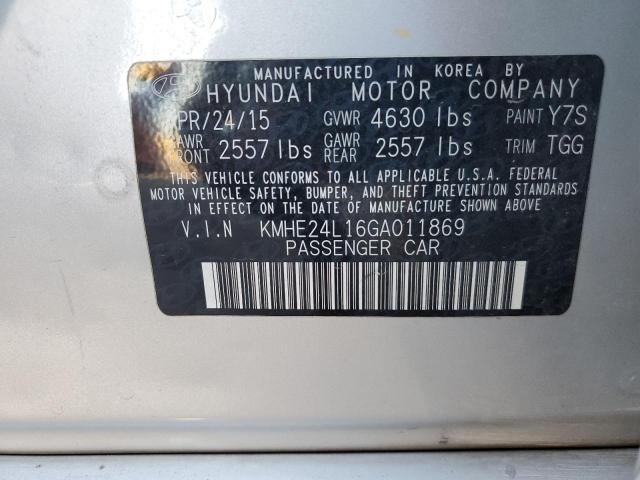 MANUFACTURED IN KOREA BY
HYUNDAI MOTOR COMPANY
APR/24/15 GVWR 4630 lbs PAINT Y7S
GAWR FRONT 2557 lbs GAWR REAR 2557 lbs TRIM TGG
THIS VEHICLE CONFORMS TO ALL APPLICABLE U.S.A. FEDERAL
MOTOR VEHICLE SAFETY, BUMPER, AND THEFT PREVENTION STANDARDS
IN EFFECT ON THE DATE OF MANUFACTURE SHOWN ABOVE.
V.I.N KMHE24L16GA011869
PASSENGER CAR